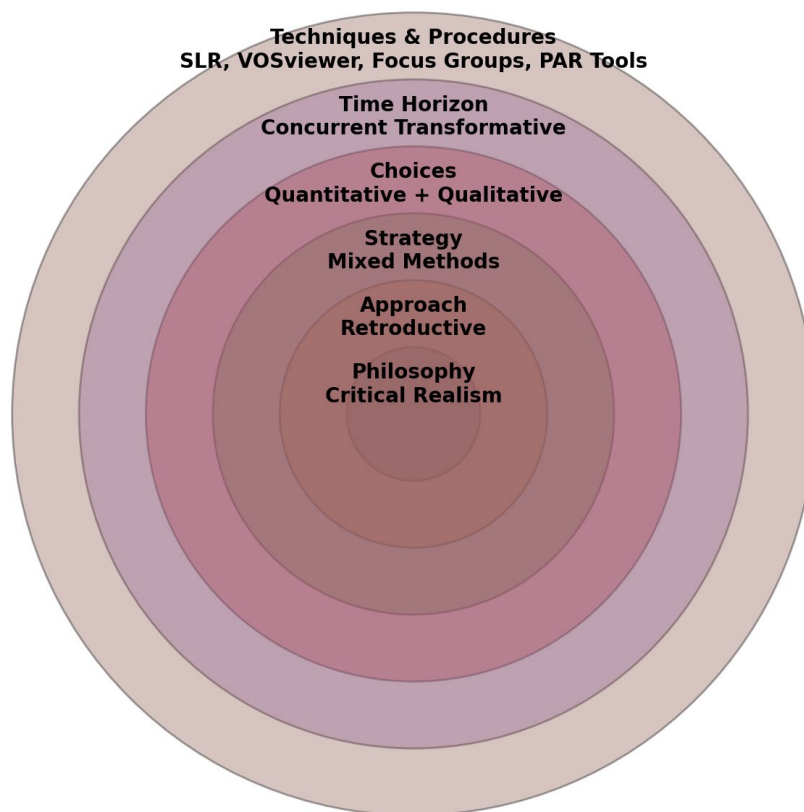 Techniques & Procedures
SLR, VOSviewer, Focus Groups, PAR Tools
Time Horizon
Concurrent Transformative
Choices
Quantitative + Qualitative
Strategy
Mixed Methods
Approach
Retroductive
Philosophy
Critical Realism